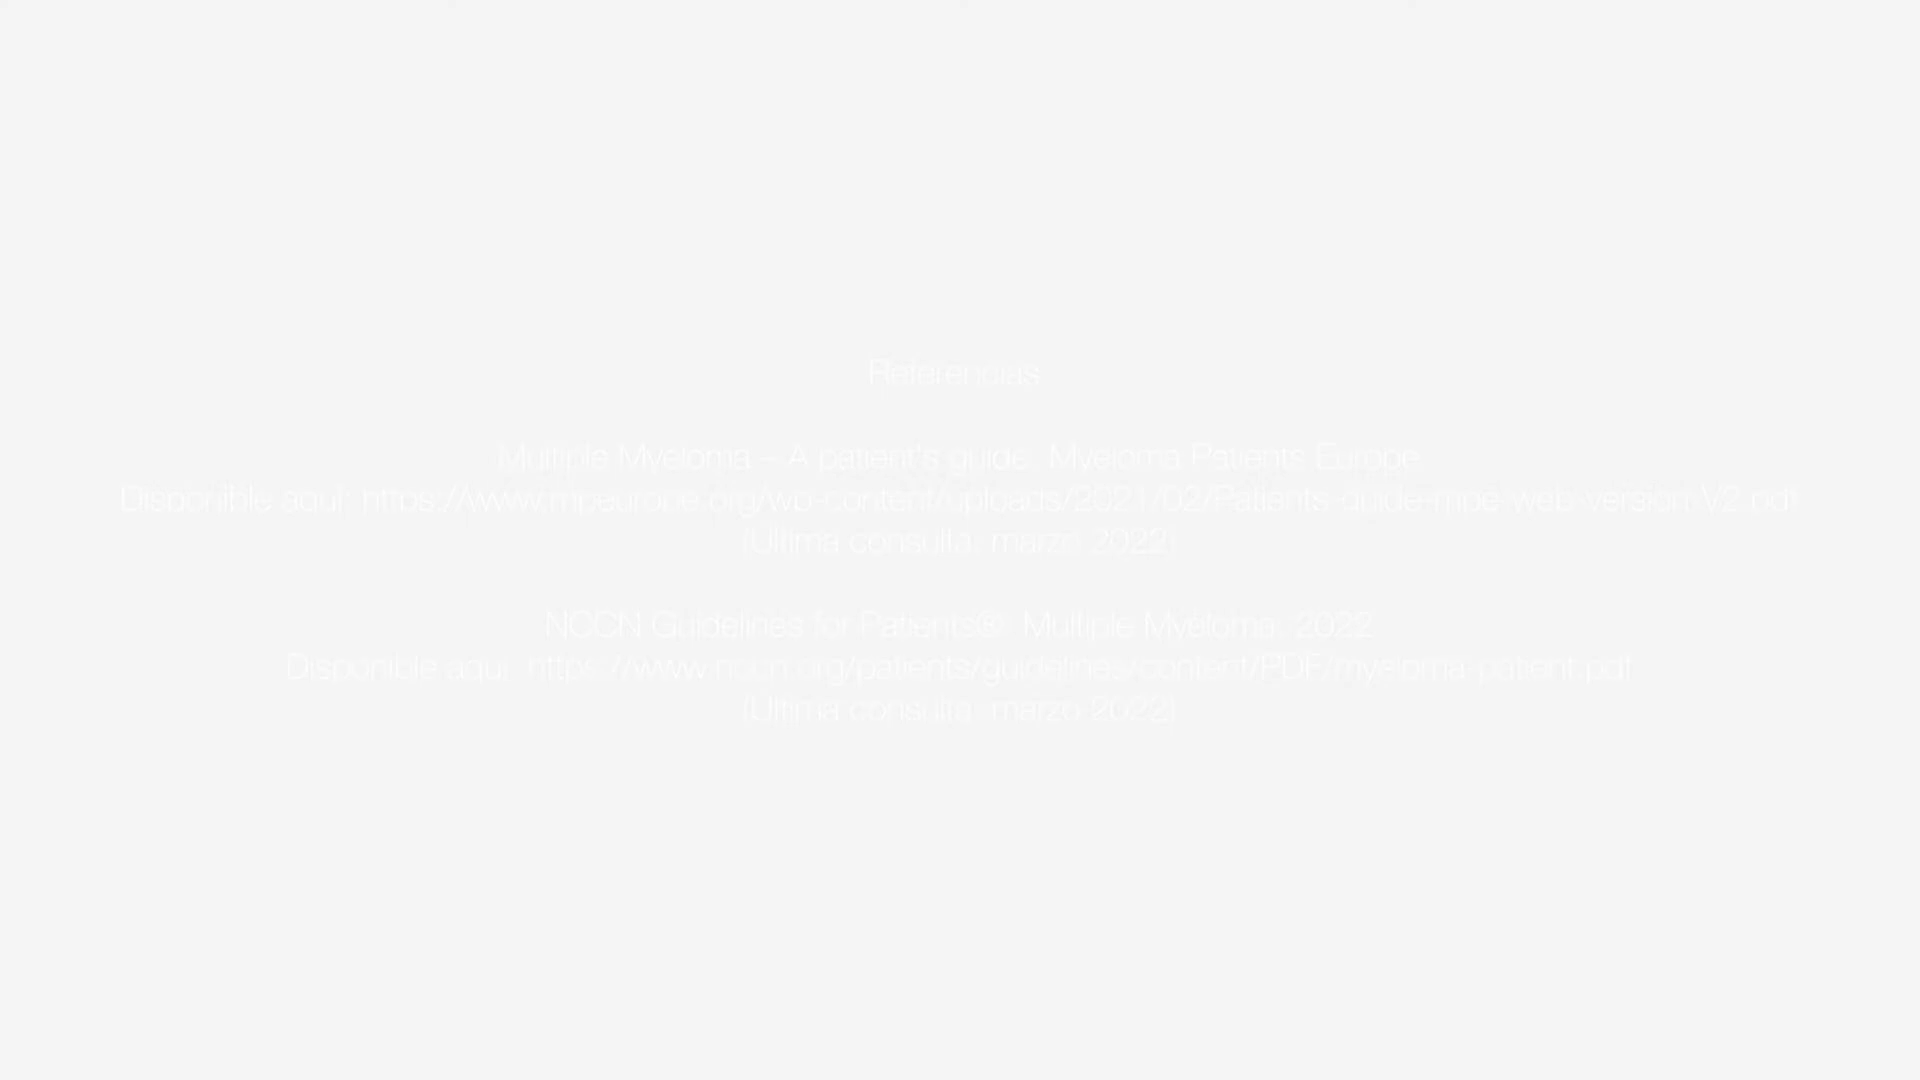 Referencias
Multiple Myeloma – A patient's guide. Myeloma Patients Europe.
Disponible aquí: https://www.mpeurope.org/wp-content/uploads/2021/02/Patients-guide-mpe-web-version-V2.pdf
(Última consulta: marzo 2022)
NCCN Guidelines for Patients®: Multiple Myeloma, 2022
Disponible aquí: https://www.nccn.org/patients/guidelines/content/PDF/myeloma-patient.pdf
(Última consulta: marzo 2022)